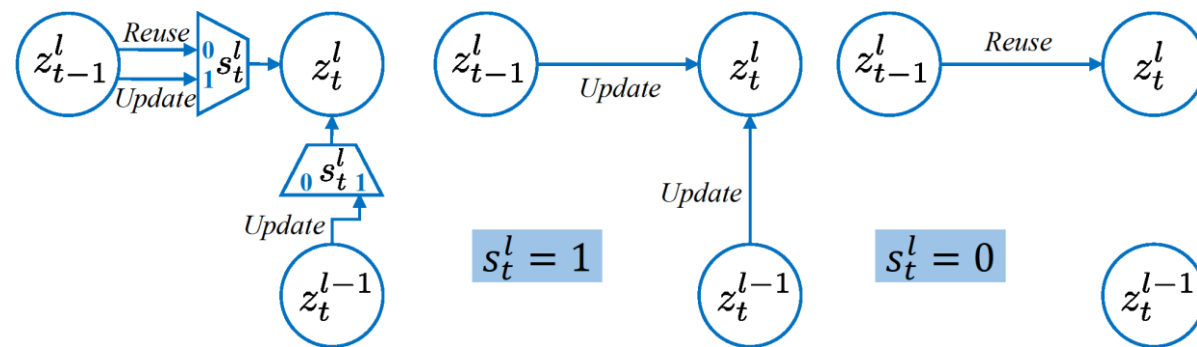 $z_{t-1}^{l}$ Reuse 0 $s_t^l$ 1 Update $z_t^l$
0 $s_t^l$ 1
Update
$z_t^{l-1}$
$z_{t-1}^{l}$ Update $z_t^l$
Update
$s_t^l = 1$
$z_t^{l-1}$
$z_{t-1}^{l}$ Reuse $z_t^l$
$s_t^l = 0$
$z_t^{l-1}$